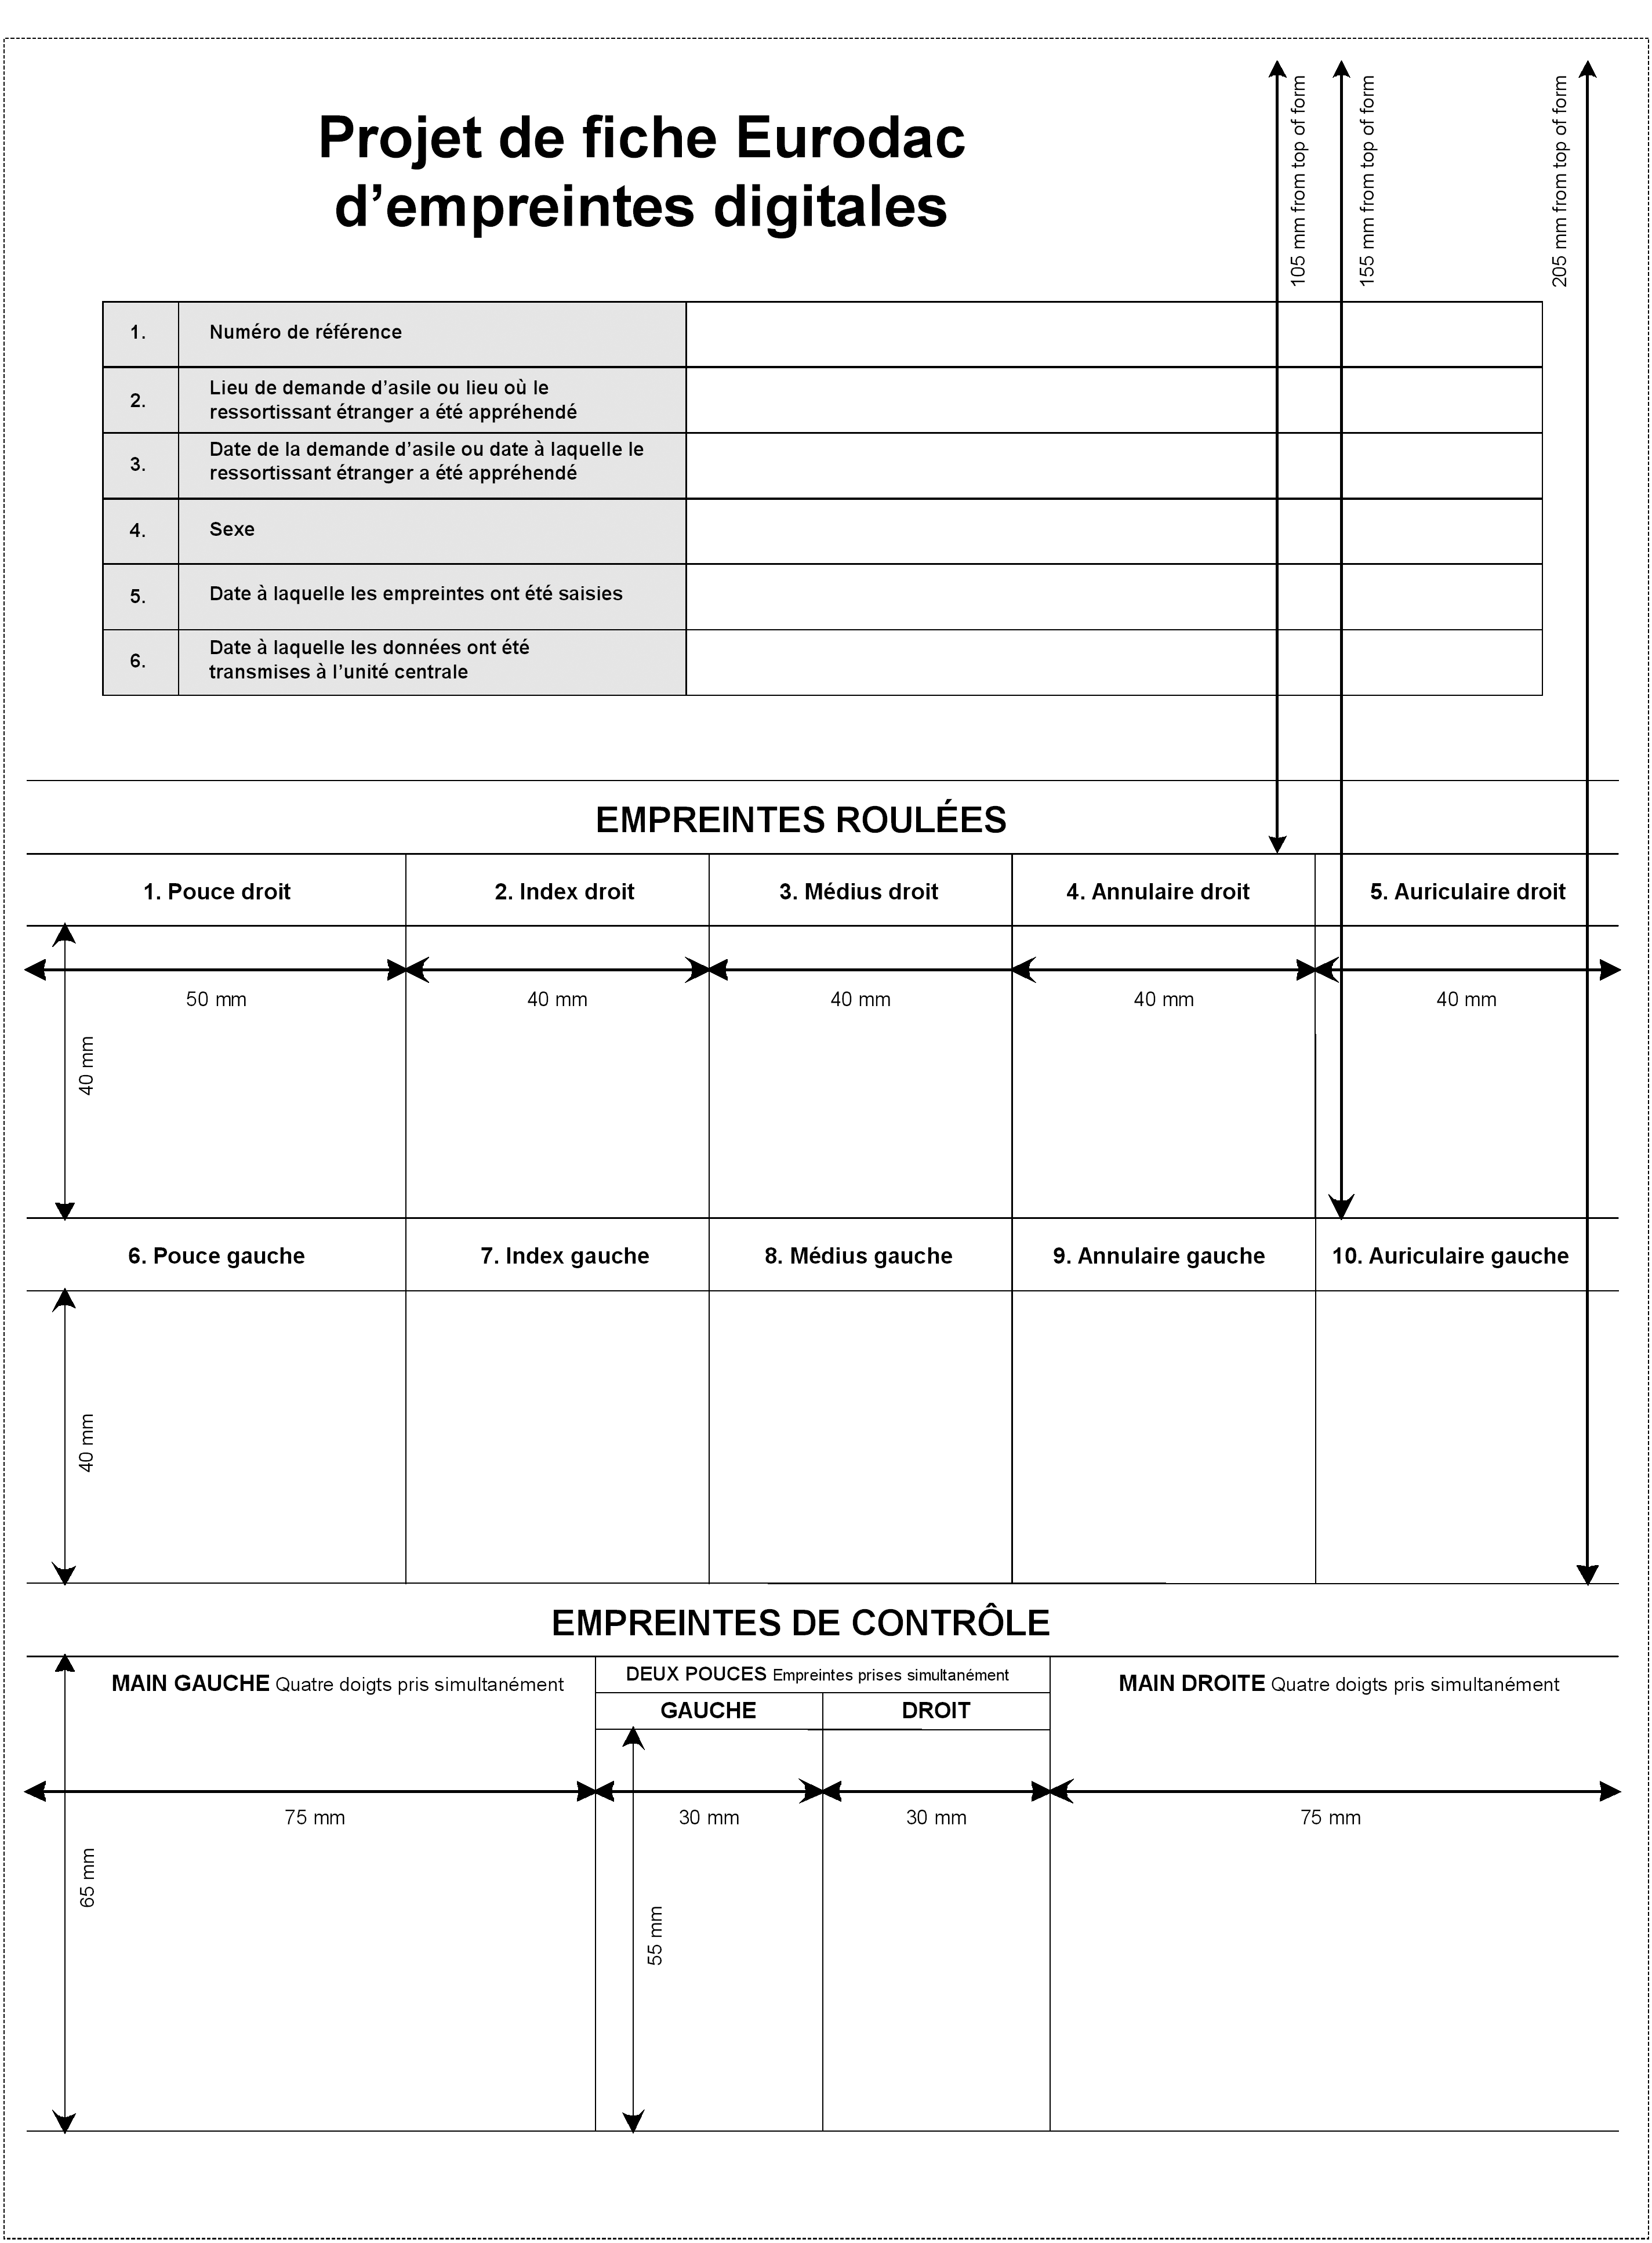 Projet de fiche Eurodac
d’empreintes digitales
105 mm from top of form
155 mm from top of form
205 mm from top of form
1. Numéro de référence
2. Lieu de demande d’asile ou lieu où le
ressortissant étranger a été appréhendé
3. Date de la demande d’asile ou date à laquelle le
ressortissant étranger a été appréhendé
4. Sexe
5. Date à laquelle les empreintes ont été saisies
6. Date à laquelle les données ont été
transmises à l’unité centrale
EMPREINTES ROULÉES
1. Pouce droit 2. Index droit 3. Médius droit 4. Annulaire droit 5. Auriculaire droit
50 mm 40 mm 40 mm 40 mm 40 mm
40 mm
6. Pouce gauche 7. Index gauche 8. Médius gauche 9. Annulaire gauche 10. Auriculaire gauche
40 mm
EMPREINTES DE CONTRÔLE
MAIN GAUCHE Quatre doigts pris simultanément
DEUX POUCES Empreintes prises simultanément
GAUCHE DROIT
MAIN DROITE Quatre doigts pris simultanément
75 mm 30 mm 30 mm 75 mm
65 mm
55 mm